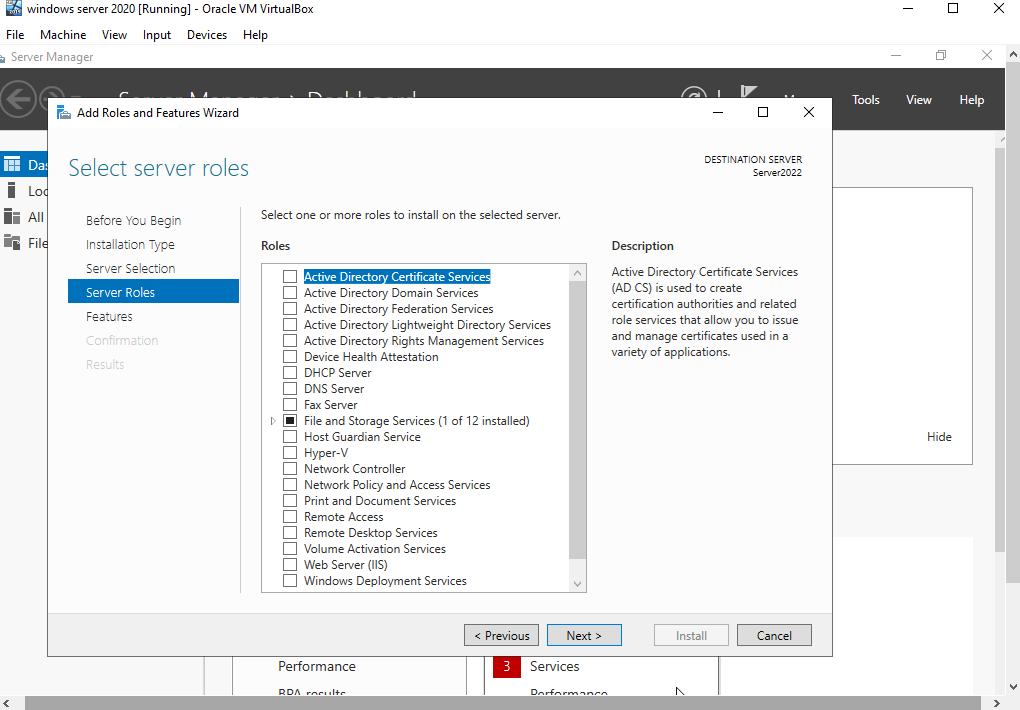 windows server 2020 [Running] - Oracle VM VirtualBox
File Machine View Input Devices Help
Server Manager
Server Manager Dashboard
Tools View Help
Add Roles and Features Wizard
Select server roles
DESTINATION SERVER
Server2022
Before You Begin
Installation Type
Server Selection
Server Roles
Features
Confirmation
Results
Select one or more roles to install on the selected server.
Roles
Active Directory Certificate Services
Active Directory Domain Services
Active Directory Federation Services
Active Directory Lightweight Directory Services
Active Directory Rights Management Services
Device Health Attestation
DHCP Server
DNS Server
Fax Server
File and Storage Services (1 of 12 installed)
Host Guardian Service
Hyper-V
Network Controller
Network Policy and Access Services
Print and Document Services
Remote Access
Remote Desktop Services
Volume Activation Services
Web Server (IIS)
Windows Deployment Services
Description
Active Directory Certificate Services
(AD CS) is used to create
certification authorities and related
role services that allow you to issue
and manage certificates used in a
variety of applications.
All
File
Hide
< Previous Next > Install Cancel
Performance
BPA results
3 Services
Performance